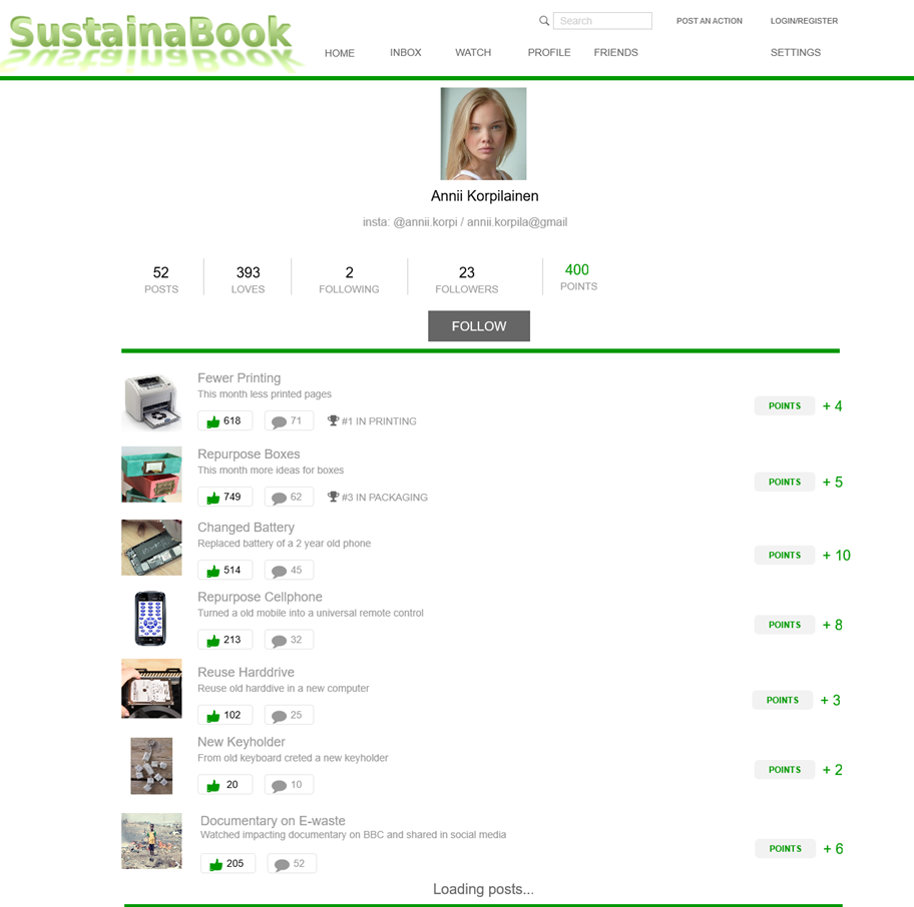 SustainaBook
Search
POST AN ACTION
LOGIN/REGISTER
HOME
INBOX
WATCH
PROFILE
FRIENDS
SETTINGS
Annii Korpilainen
insta: @annii.korpi / annii.korpila@gmail
52
393
2
23
400
POSTS
LOVES
FOLLOWING
FOLLOWERS
POINTS
FOLLOW
Fewer Printing
This month less printed pages
618
71
#1 IN PRINTING
POINTS + 4
Repurpose Boxes
This month more ideas for boxes
749
62
#3 IN PACKAGING
POINTS + 5
Changed Battery
Replaced battery of a 2 year old phone
514
45
POINTS + 10
Repurpose Cellphone
Turned a old mobile into a universal remote control
213
32
POINTS + 8
Reuse Harddrive
Reuse old harddive in a new computer
102
25
POINTS + 3
New Keyholder
From old keyboard creted a new keyholder
20
10
POINTS + 2
Documentary on E-waste
Watched impacting documentary on BBC and shared in social media
205
52
POINTS + 6
Loading posts...